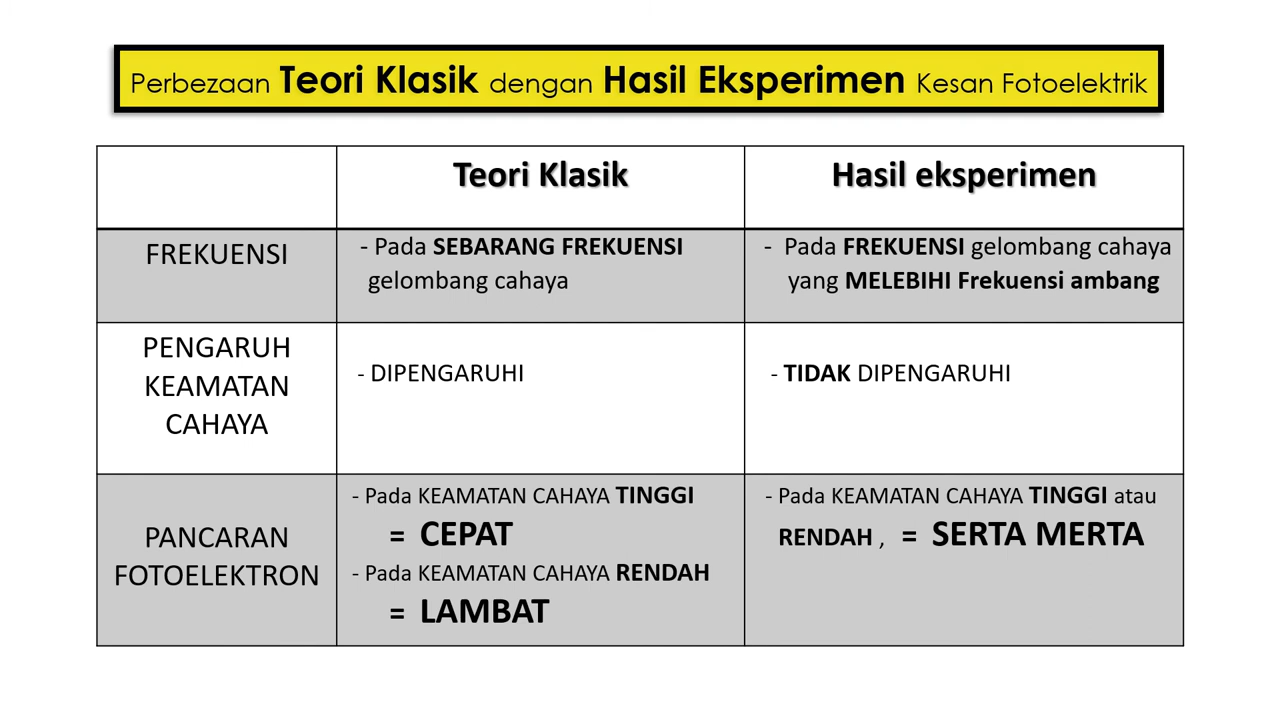 Perbezaan Teori Klasik dengan Hasil Eksperimen Kesan Fotoelektrik
Teori Klasik
Hasil eksperimen
FREKUENSI
- Pada SEBARANG FREKUENSI
gelombang cahaya
- Pada FREKUENSI gelombang cahaya
yang MELEBIHI Frekuensi ambang
PENGARUH
KEAMATAN
CAHAYA
- DIPENGARUHI
- TIDAK DIPENGARUHI
PANCARAN
FOTOELEKTRON
- Pada KEAMATAN CAHAYA TINGGI
= CEPAT
- Pada KEAMATAN CAHAYA RENDAH
= LAMBAT
- Pada KEAMATAN CAHAYA TINGGI atau
RENDAH , = SERTA MERTA